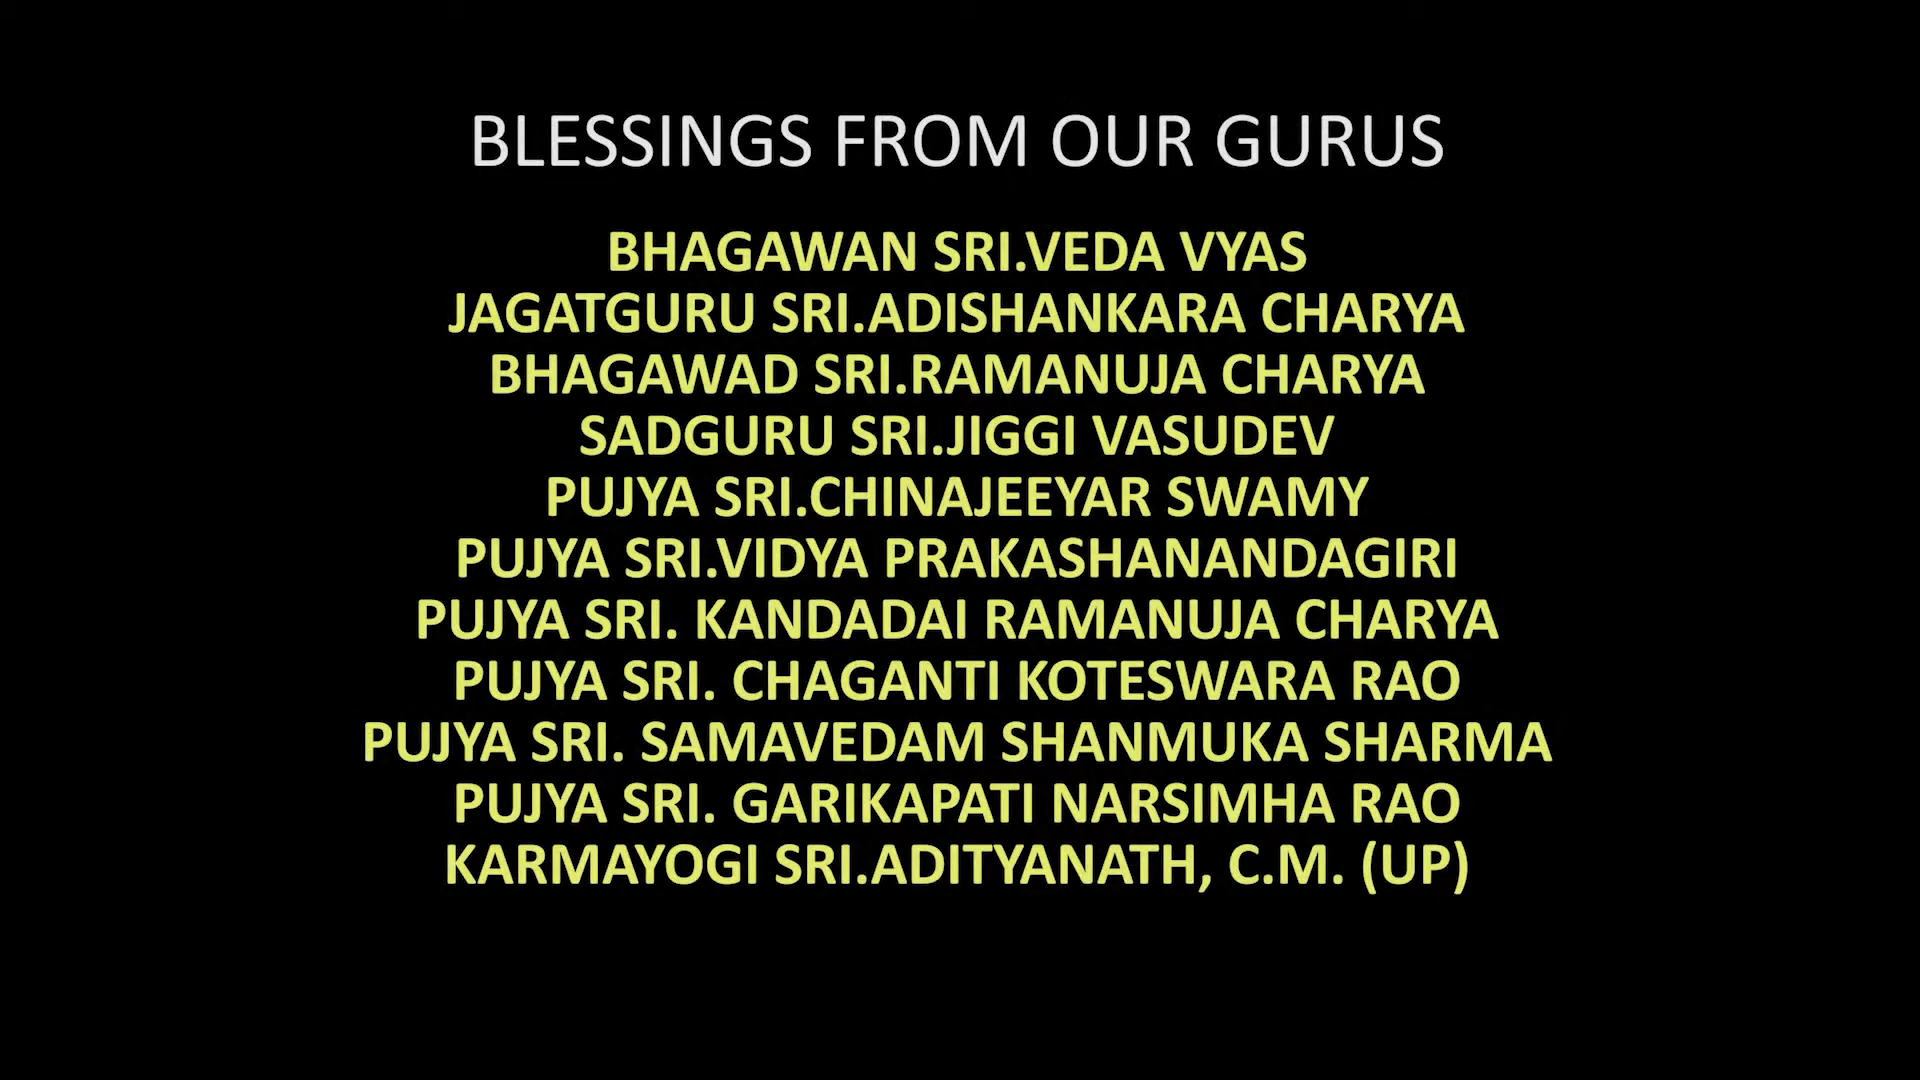 BLESSINGS FROM OUR GURUS
BHAGAWAN SRI.VEDA VYAS
JAGATGURU SRI.ADISHANKARA CHARYA
BHAGAWAD SRI.RAMANUJA CHARYA
SADGURU SRI.JIGGI VASUDEV
PUJYA SRI.CHINAJEEYAR SWAMY
PUJYA SRI.VIDYA PRAKASHANANDAGIRI
PUJYA SRI. KANDADAI RAMANUJA CHARYA
PUJYA SRI. CHAGANTI KOTESWARA RAO
PUJYA SRI. SAMAVEDAM SHANMUKA SHARMA
PUJYA SRI. GARIKAPATI NARSIMHA RAO
KARMAYOGI SRI.ADITYANATH, C.M. (UP)